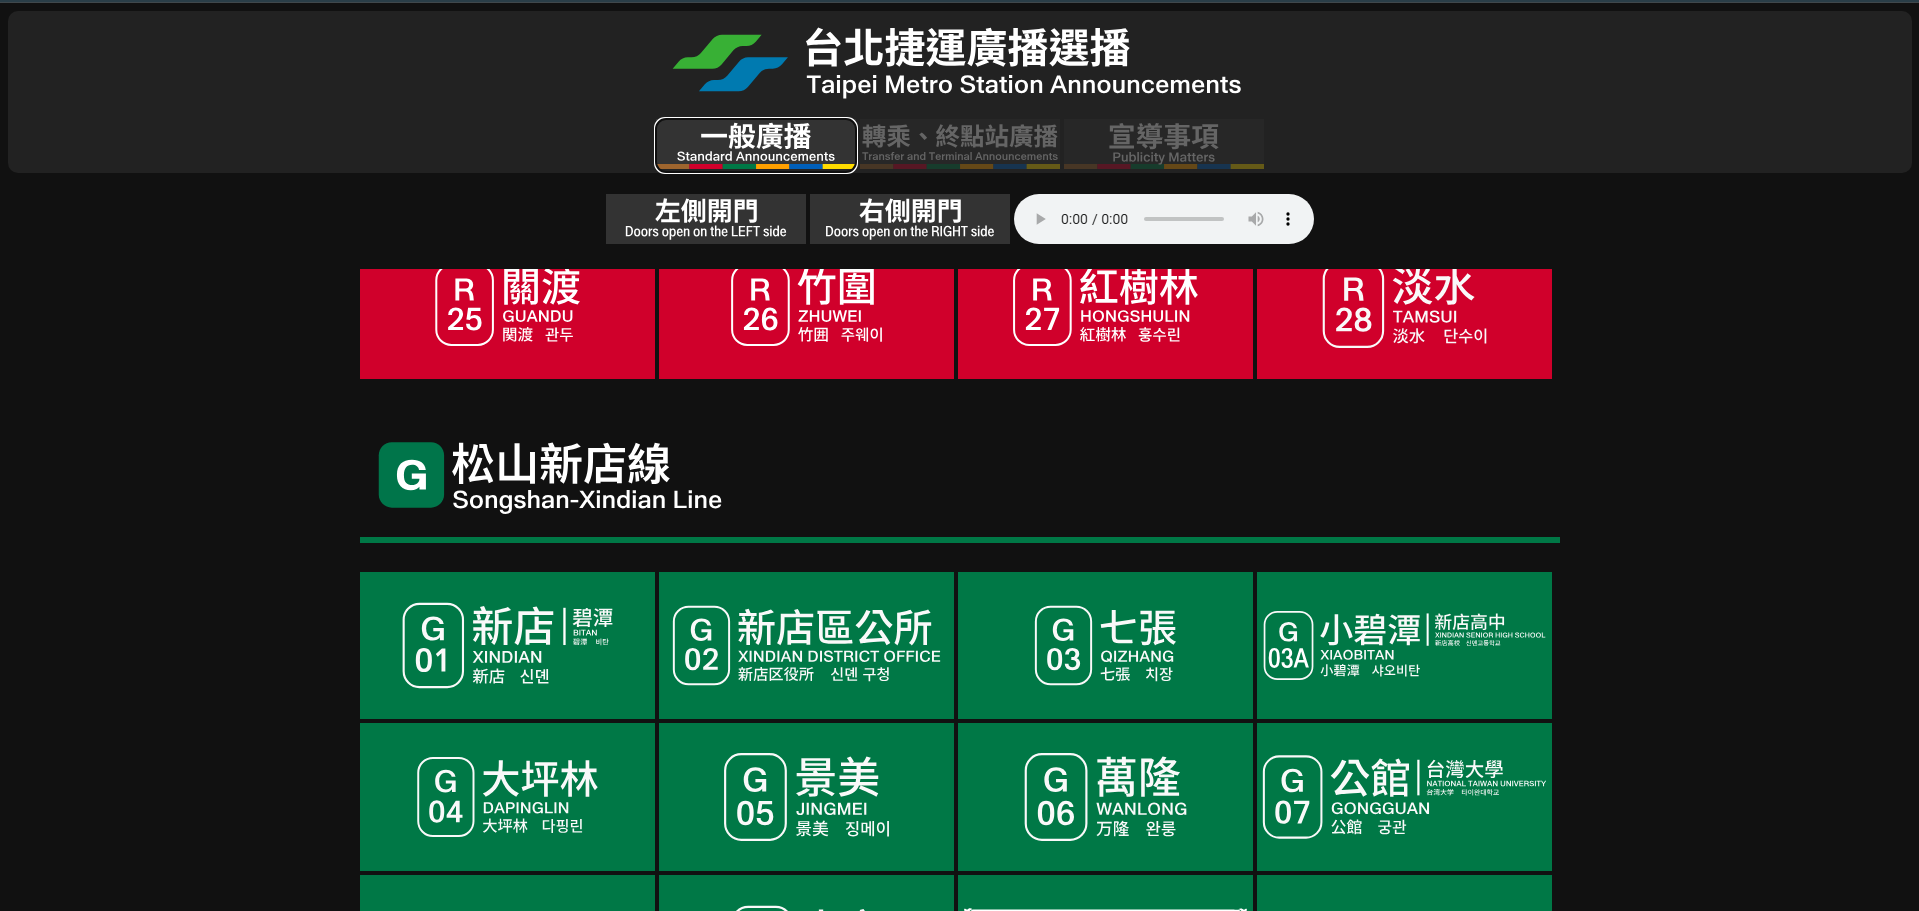 台北捷運廣播選播
Taipei Metro Station Announcements
一般廣播
Standard Announcements
轉乘、終點站廣播
Transfer and Terminal Announcements
宣導事項
Publicity Matters
左側開門
Doors open on the LEFT side
右側開門
Doors open on the RIGHT side
0:00 / 0:00
R
25
關渡
GUANDU
関渡 관두
R
26
竹圍
ZHUWEI
竹囲 주웨이
R
27
紅樹林
HONGSHULIN
紅樹林 홍수린
R
28
淡水
TAMSUI
淡水 단수이
G
松山新店線
Songshan-Xindian Line
G
01
新店
XINDIAN
新店 신뎬
碧潭
BITAN
碧潭 비탄
G
02
新店區公所
XINDIAN DISTRICT OFFICE
新店区役所 신뎬 구청
G
03
七張
QIZHANG
七張 치장
G
03A
小碧潭
XIAOBITAN
小碧潭 샤오비탄
新店高中
XINDIAN SENIOR HIGH SCHOOL
新店高校 신뎬고등학교
G
04
大坪林
DAPINGLIN
大坪林 다핑린
G
05
景美
JINGMEI
景美 징메이
G
06
萬隆
WANLONG
万隆 완룽
G
07
公館
GONGGUAN
公館 궁관
台灣大學
NATIONAL TAIWAN UNIVERSITY
台湾大学 타이완대학교